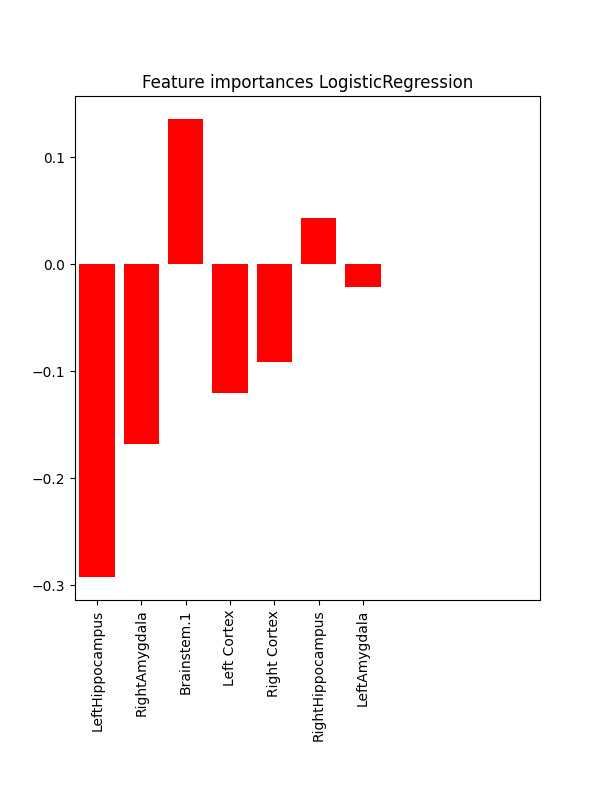 Feature importances LogisticRegression
0.1
0.0
−0.1
−0.2
−0.3
LeftHippocampus
RightAmygdala
Brainstem.1
Left Cortex
Right Cortex
RightHippocampus
LeftAmygdala